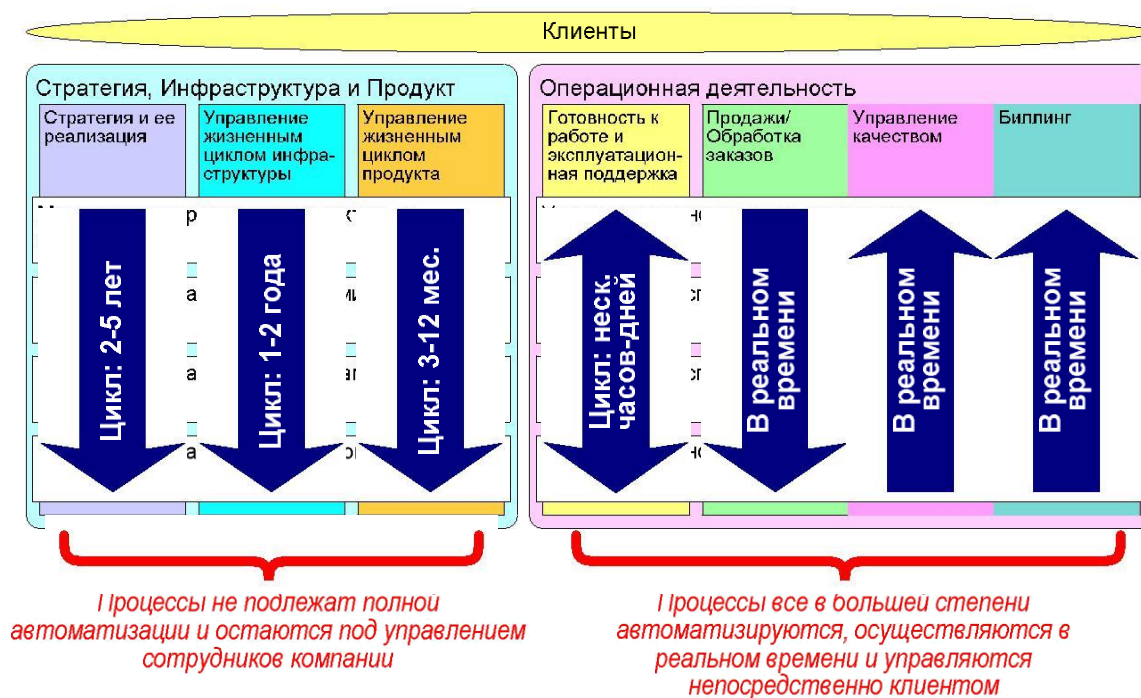 Клиенты
Стратегия, Инфраструктура и Продукт
Операционная деятельность
Стратегия и ее
реализация
Управление
жизненным
циклом инфра-
структуры
Управление
жизненным
циклом
продукта
Готовность к
работе и
эксплуатацион-
ная поддержка
Продажи/
Обработка
заказов
Управление
качеством
Биллинг
Цикл: 2-5 лет
Цикл: 1-2 года
Цикл: 3-12 мес.
Цикл: неск.
часов-дней
В реальном
времени
В реальном
времени
В реальном
времени
Процессы не подлежат полной
автоматизации и остаются под управлением
сотрудников компании
Процессы все в большей степени
автоматизируются, осуществляются в
реальном времени и управляются
непосредственно клиентом